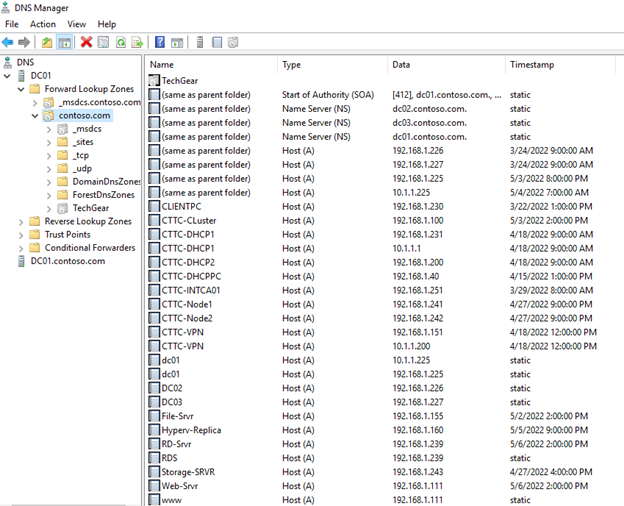 DNS Manager
File Action View Help
DNS
DC01
Forward Lookup Zones
_msdcs.contoso.com
contoso.com
_msdcs
_sites
_tcp
_udp
DomainDnsZones
ForestDnsZones
TechGear
Reverse Lookup Zones
Trust Points
Conditional Forwarders
DC01.contoso.com
Name Type Data Timestamp
TechGear
(same as parent folder) Start of Authority (SOA) [412], dc01.contoso.com., ... static
(same as parent folder) Name Server (NS) dc02.contoso.com. static
(same as parent folder) Name Server (NS) dc03.contoso.com. static
(same as parent folder) Name Server (NS) dc01.contoso.com. static
(same as parent folder) Host (A) 192.168.1.226 3/24/2022 9:00:00 AM
(same as parent folder) Host (A) 192.168.1.227 3/24/2022 9:00:00 AM
(same as parent folder) Host (A) 192.168.1.225 5/3/2022 8:00:00 PM
(same as parent folder) Host (A) 10.1.1.225 5/4/2022 7:00:00 AM
CLIENTPC Host (A) 192.168.1.230 3/22/2022 1:00:00 PM
CTTC-CLuster Host (A) 192.168.1.100 5/3/2022 2:00:00 PM
CTTC-DHCP1 Host (A) 192.168.1.231 4/18/2022 9:00:00 AM
CTTC-DHCP1 Host (A) 10.1.1.1 4/18/2022 9:00:00 AM
CTTC-DHCP2 Host (A) 192.168.1.200 4/18/2022 9:00:00 AM
CTTC-DHCPPC Host (A) 192.168.1.40 4/15/2022 1:00:00 PM
CTTC-INTCA01 Host (A) 192.168.1.251 3/29/2022 8:00:00 AM
CTTC-Node1 Host (A) 192.168.1.241 4/27/2022 9:00:00 PM
CTTC-Node2 Host (A) 192.168.1.242 4/27/2022 9:00:00 PM
CTTC-VPN Host (A) 192.168.1.151 4/18/2022 12:00:00 PM
CTTC-VPN Host (A) 10.1.1.200 4/18/2022 12:00:00 PM
dc01 Host (A) 10.1.1.225 static
dc01 Host (A) 192.168.1.225 static
DC02 Host (A) 192.168.1.226 static
DC03 Host (A) 192.168.1.227 static
File-Srvr Host (A) 192.168.1.155 5/2/2022 2:00:00 PM
Hyperv-Replica Host (A) 192.168.1.160 5/5/2022 9:00:00 PM
RD-Srvr Host (A) 192.168.1.239 5/6/2022 2:00:00 PM
RDS Host (A) 192.168.1.239 static
Storage-SRVR Host (A) 192.168.1.243 4/27/2022 4:00:00 PM
Web-Srvr Host (A) 192.168.1.111 5/6/2022 2:00:00 PM
www Host (A) 192.168.1.111 static